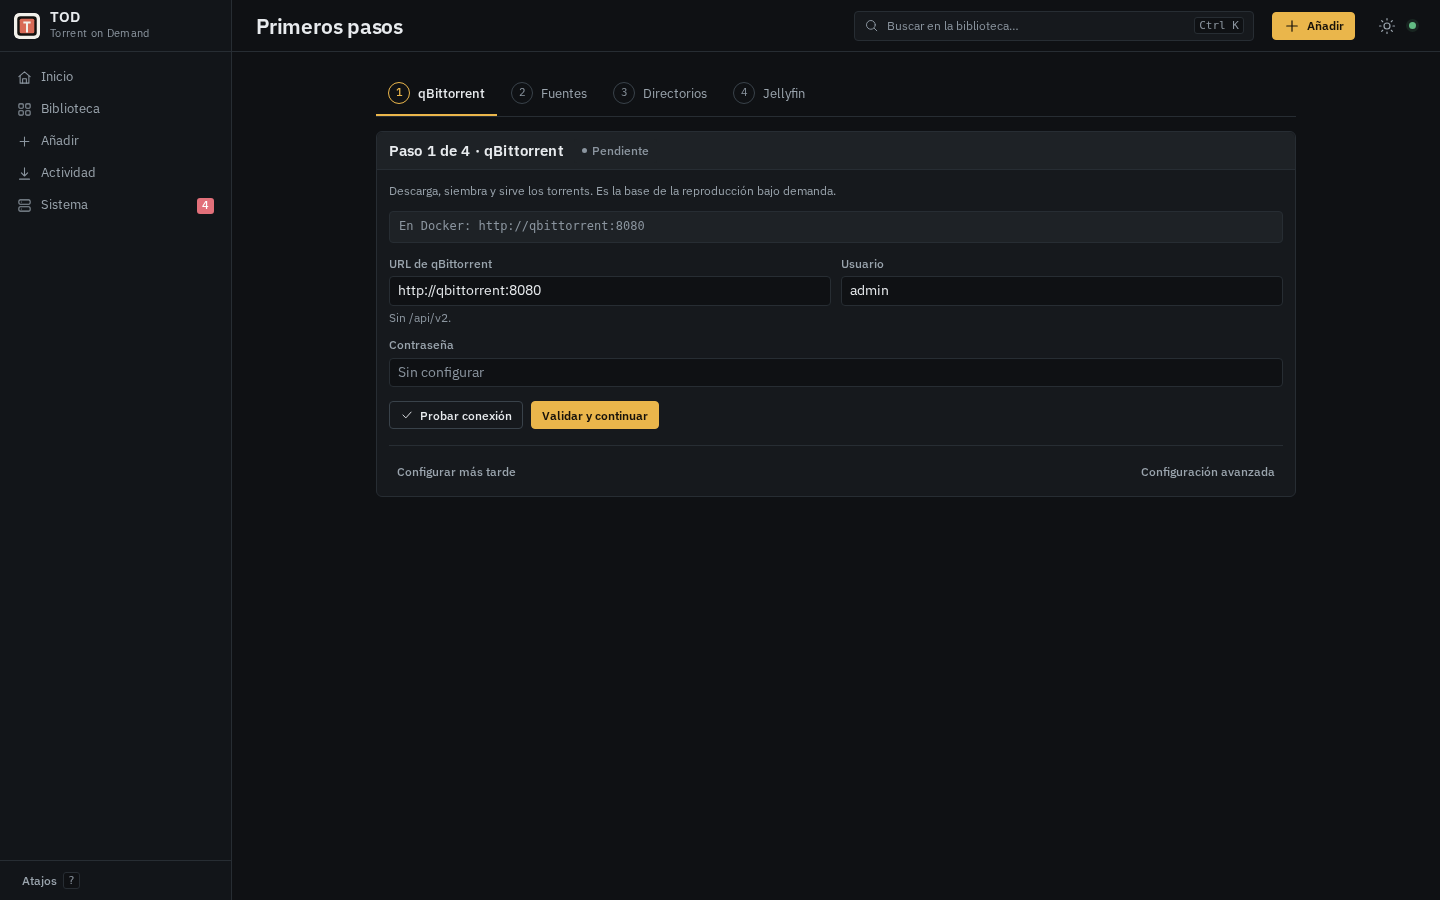 T
TOD
Torrent on Demand
Inicio
Biblioteca
Añadir
Actividad
Sistema 4
Atajos ?
Primeros pasos
Buscar en la biblioteca... Ctrl K
Añadir
1 qBittorrent 2 Fuentes 3 Directorios 4 Jellyfin
Paso 1 de 4 · qBittorrent Pendiente
Descarga, siembra y sirve los torrents. Es la base de la reproducción bajo demanda.
En Docker: http://qbittorrent:8080
URL de qBittorrent Usuario
http://qbittorrent:8080 admin
Sin /api/v2.
Contraseña
Sin configurar
Probar conexión Validar y continuar
Configurar más tarde Configuración avanzada